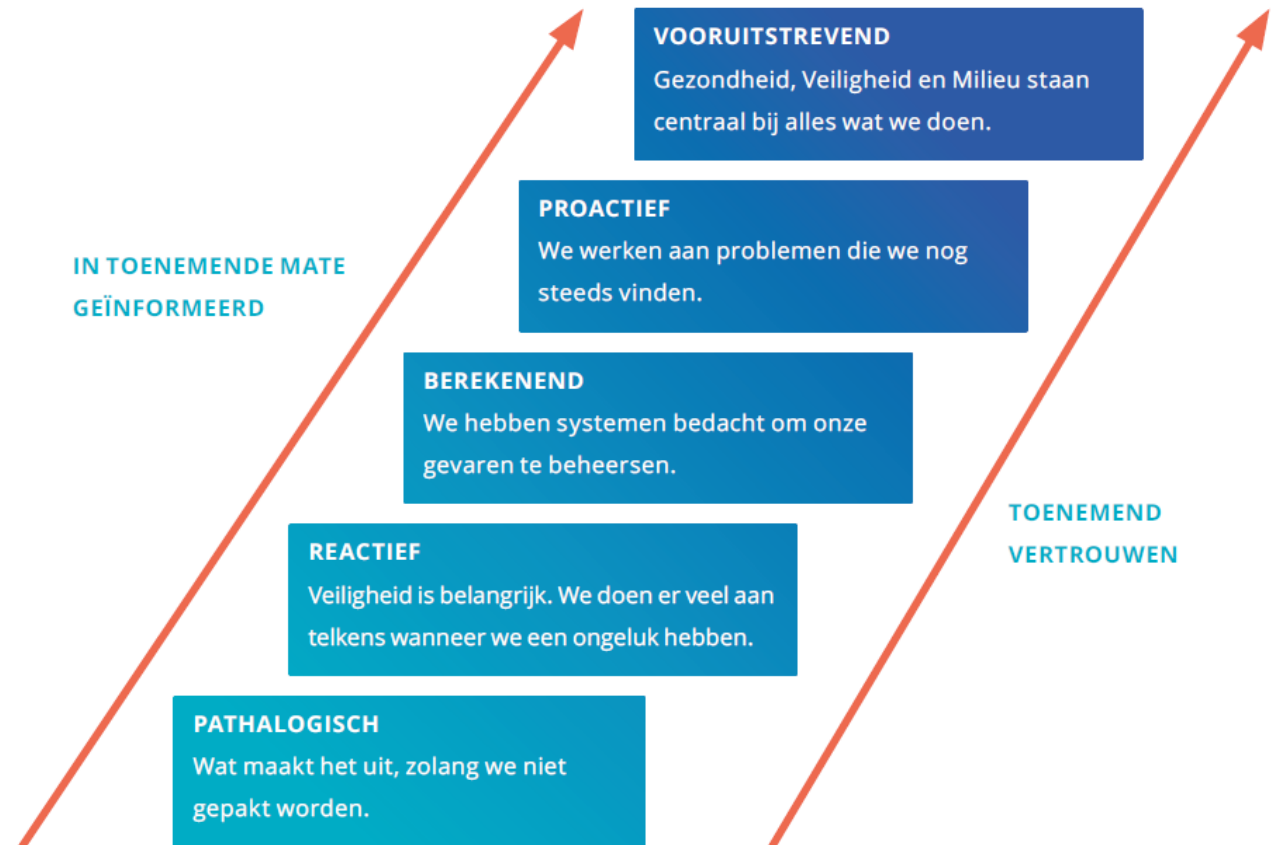 VOORUITSTREVEND
Gezondheid, Veiligheid en Milieu staan
centraal bij alles wat we doen.
PROACTIEF
We werken aan problemen die we nog
steeds vinden.
IN TOENEMENDE MATE
GEÏNFORMEERD
BEREKENEND
We hebben systemen bedacht om onze
gevaren te beheersen.
TOENEMEND
VERTROUWEN
REACTIEF
Veiligheid is belangrijk. We doen er veel aan
telkens wanneer we een ongeluk hebben.
PATHALOGISCH
Wat maakt het uit, zolang we niet
gepakt worden.